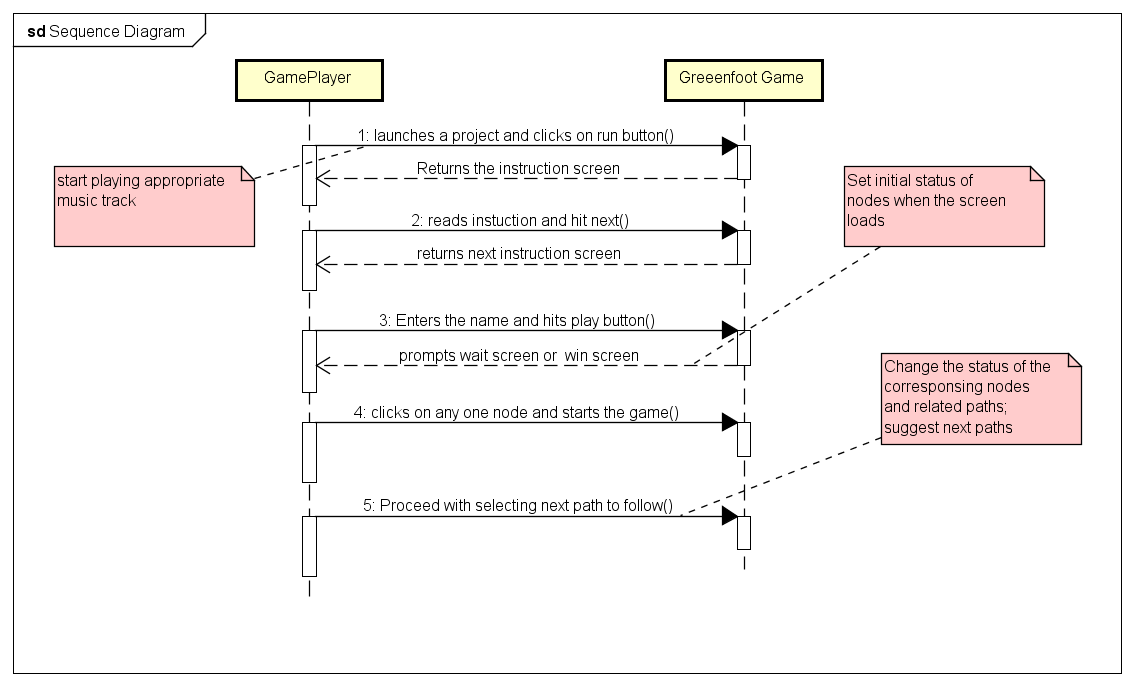 sd Sequence Diagram
GamePlayer
Greeenfoot Game
1: launches a project and clicks on run button()
Returns the instruction screen
start playing appropriate
music track
Set initial status of
nodes when the screen
loads
2: reads instuction and hit next()
returns next instruction screen
3: Enters the name and hits play button()
prompts wait screen or  win screen
Change the status of the
corresponsing nodes
and related paths;
suggest next paths
4: clicks on any one node and starts the game()
5: Proceed with selecting next path to follow()